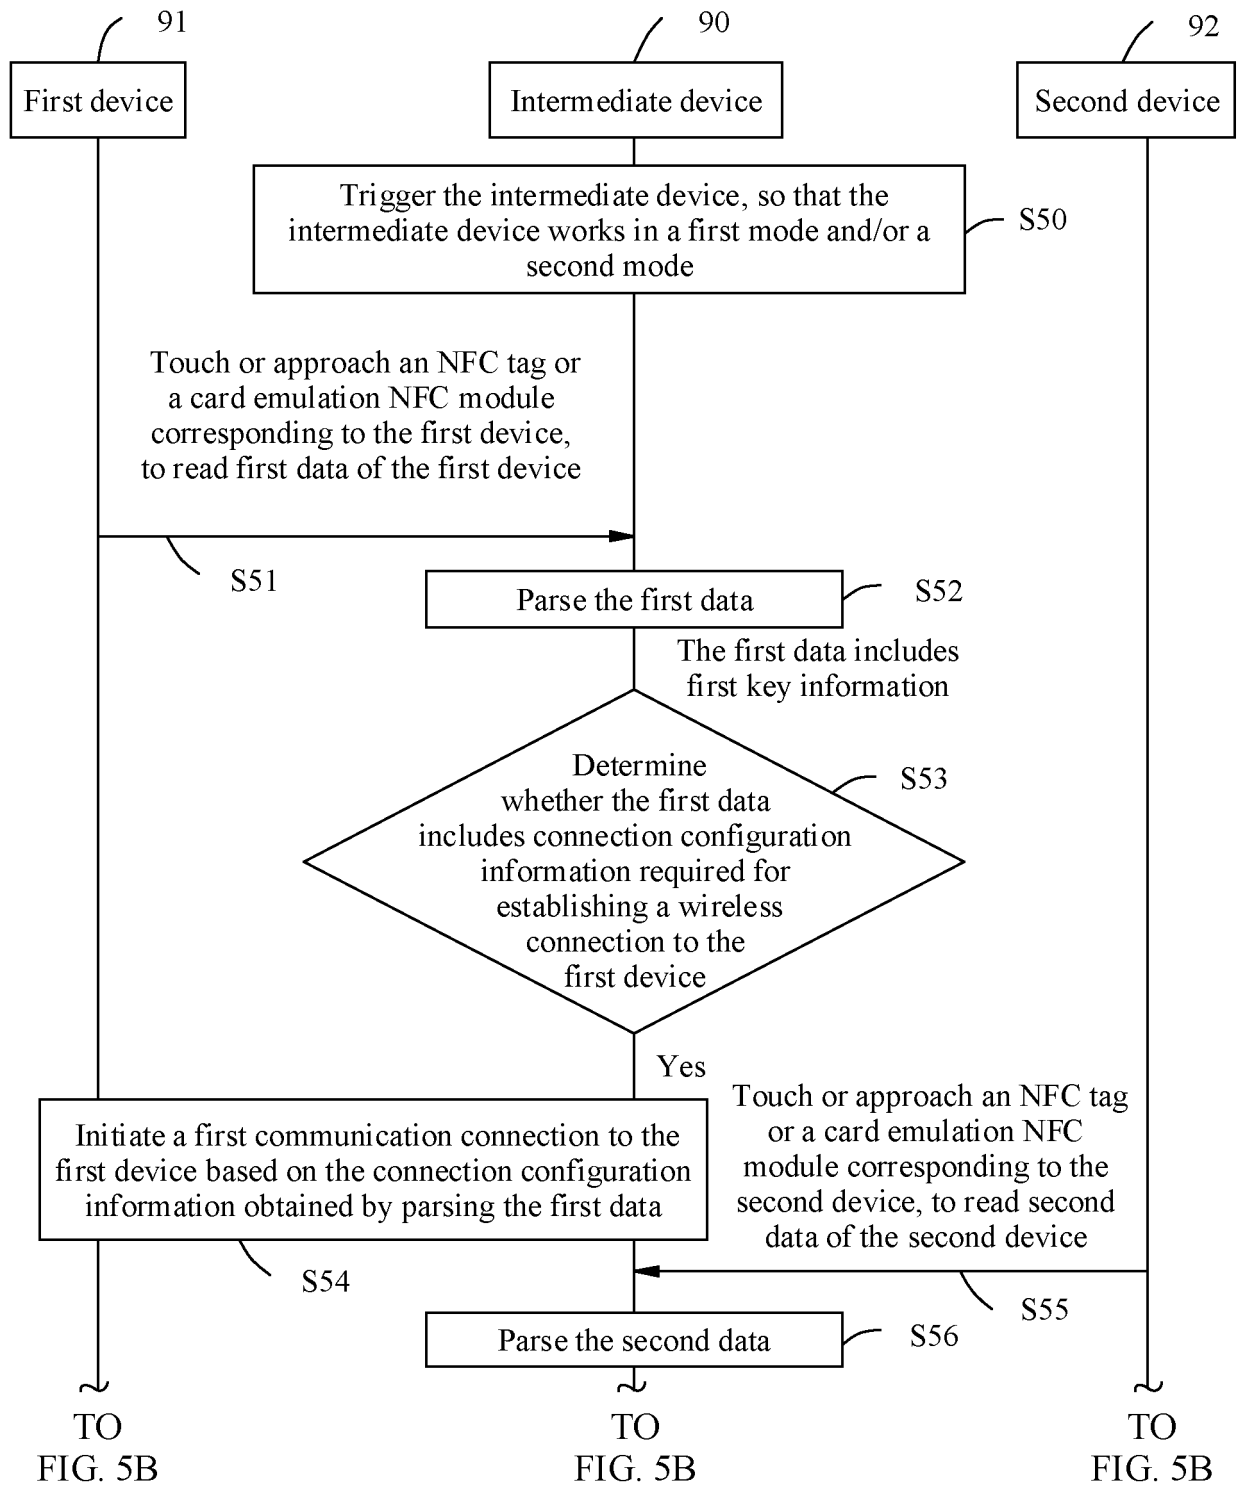 91
90
92
First device
Intermediate device
Second device
Trigger the intermediate device, so that the
intermediate device works in a first mode and/or a
second mode
S50
Touch or approach an NFC tag or
a card emulation NFC module
corresponding to the first device,
to read first data of the first device
S51
Parse the first data
S52
The first data includes
first key information
Determine
whether the first data
includes connection configuration
information required for
establishing a wireless
connection to the
first device
S53
Yes
Initiate a first communication connection to the
first device based on the connection configuration
information obtained by parsing the first data
S54
Touch or approach an NFC tag
or a card emulation NFC
module corresponding to the
second device, to read second
data of the second device
S55
Parse the second data
S56
TO
FIG. 5B
TO
FIG. 5B
TO
FIG. 5B